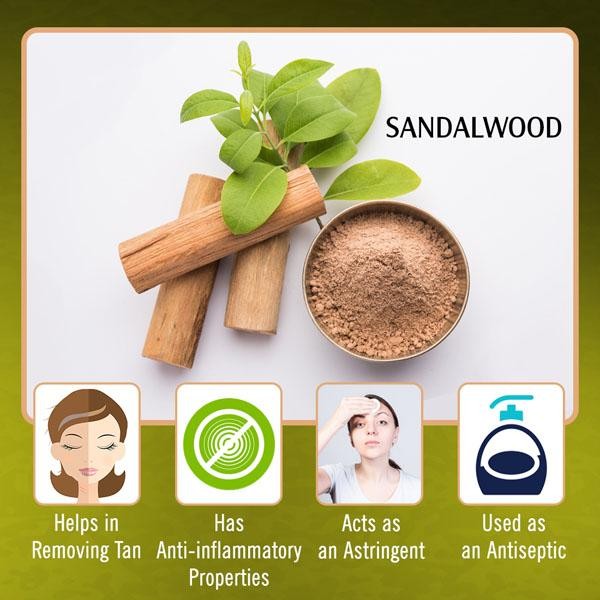 SANDALWOOD
Helps in
Removing Tan
Has
Anti-inflammatory
Properties
Acts as
an Astringent
Used as
an Antiseptic